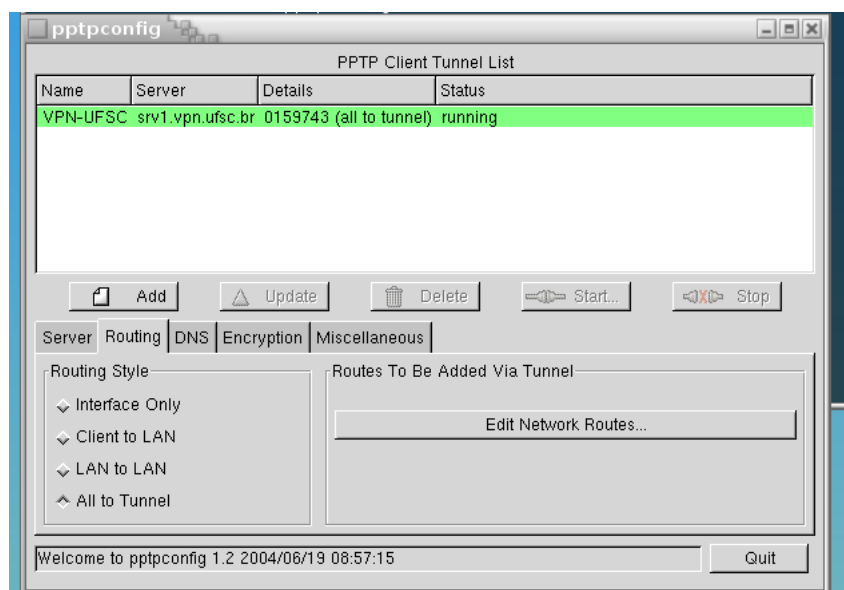 pptpconfig
PPTP Client Tunnel List
Name Server Details Status
VPN-UFSC srv1.vpn.ufsc.br 0159743 (all to tunnel) running
Add Update Delete Start... Stop
Server Routing DNS Encryption Miscellaneous
Routing Style Routes To Be Added Via Tunnel
Interface Only
Edit Network Routes...
Client to LAN
LAN to LAN
All to Tunnel
Welcome to pptpconfig 1.2 2004/06/19 08:57:15 Quit